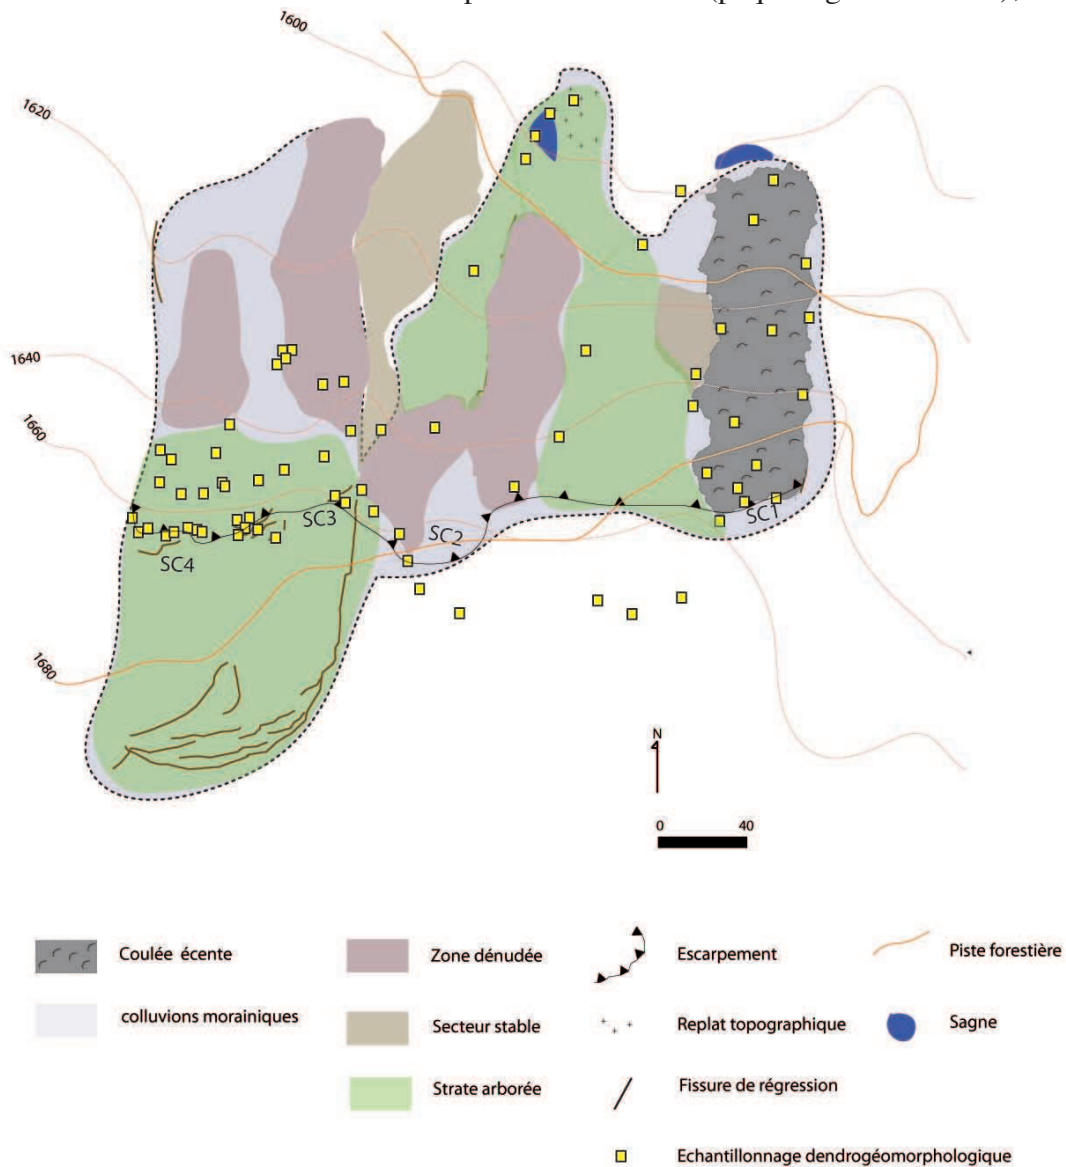 1600
1620
1640
1660
1680
SC3
SC2
SC1
SC4
N
0 40
Coulée écente
Zone dénudée
Escarpement
Piste forestière
colluvions morainiques
Secteur stable
Replat topographique
Sagne
Strate arborée
Fissure de régression
Echantillonnage dendrogéomorphologique